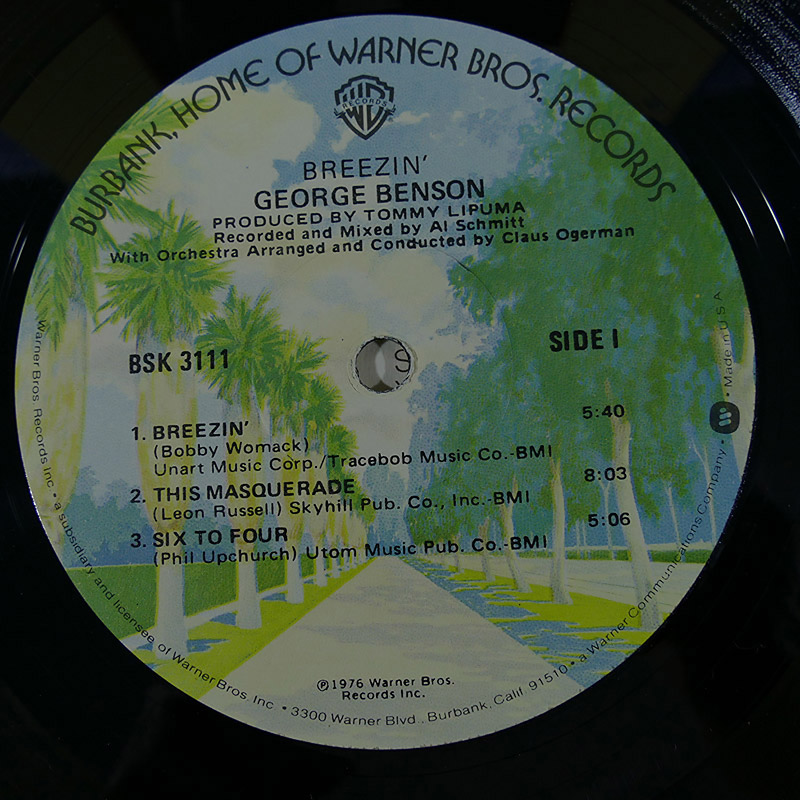 BURBANK, HOME OF WARNER BROS. RECORDS
WB
RECORDS
BREEZIN'
GEORGE BENSON
PRODUCED BY TOMMY LIPUMA
Recorded and Mixed by Al Schmitt
With Orchestra Arranged and Conducted by Claus Ogerman
BSK 3111
S
SIDE 1
1. BREEZIN' 5:40
(Bobby Womack)
Unart Music Corp./Tracebob Music Co.-BMI
2. THIS MASQUERADE 8:03
(Leon Russell) Skyhill Pub. Co., Inc.-BMI
3. SIX TO FOUR 5:06
(Phil Upchurch) Utom Music Pub. Co.-BMI
℗1976 Warner Bros.
Records Inc.
Warner Bros. Records Inc. • a subsidiary and licensee of Warner Bros. Inc. • 3300 Warner Blvd., Burbank, Calif. 91510 • a Warner Communications Company • Made in U.S.A.